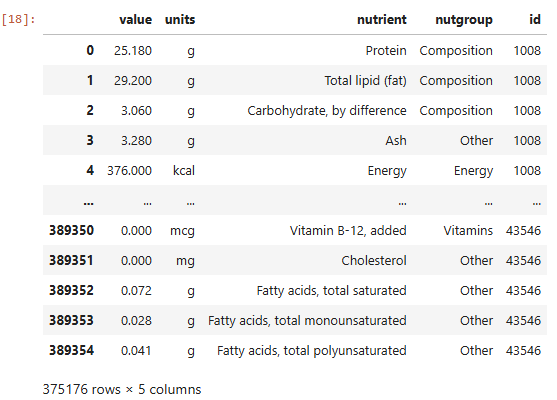 [18]:
value units nutrient nutgroup id
0 25.180 g Protein Composition 1008
1 29.200 g Total lipid (fat) Composition 1008
2 3.060 g Carbohydrate, by difference Composition 1008
3 3.280 g Ash Other 1008
4 376.000 kcal Energy Energy 1008
... ... ... ... ... ...
389350 0.000 mcg Vitamin B-12, added Vitamins 43546
389351 0.000 mg Cholesterol Other 43546
389352 0.072 g Fatty acids, total saturated Other 43546
389353 0.028 g Fatty acids, total monounsaturated Other 43546
389354 0.041 g Fatty acids, total polyunsaturated Other 43546
375176 rows × 5 columns